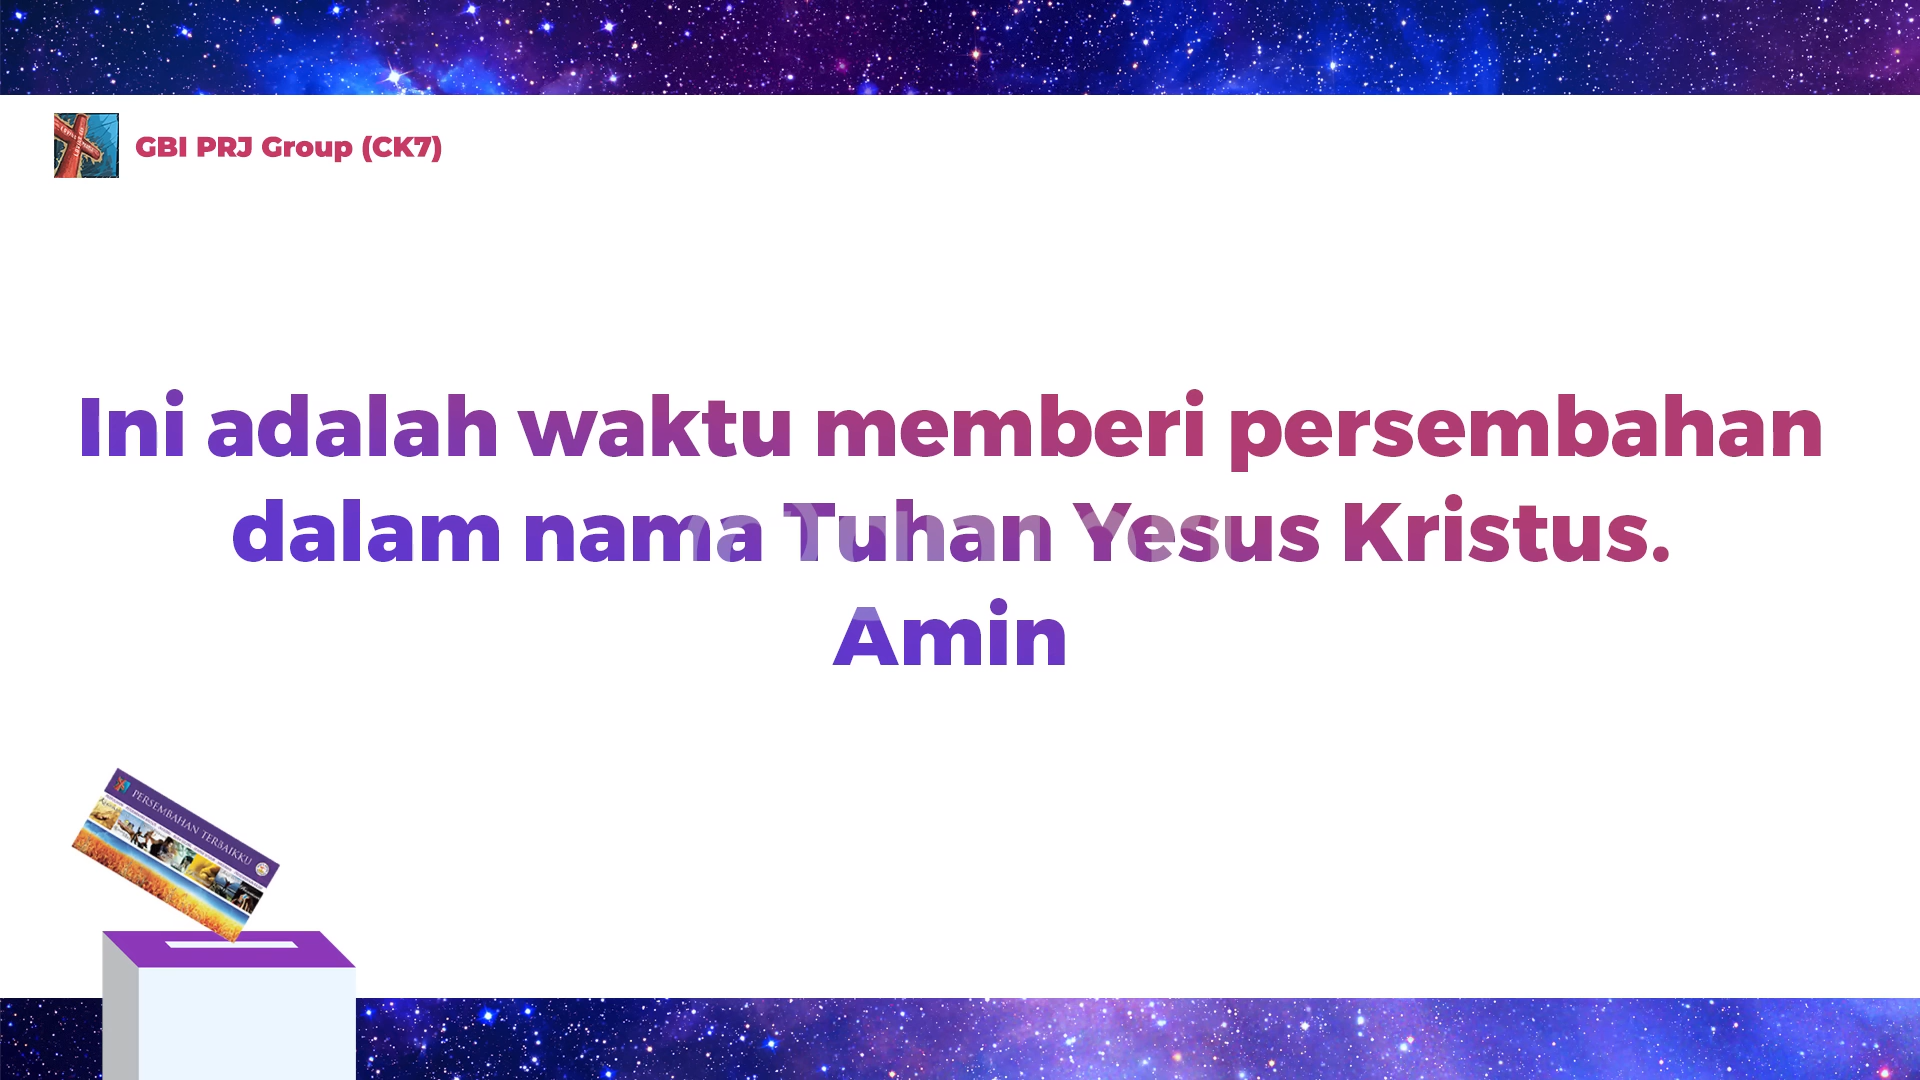 GBI PRJ Group (CK7)
Ini adalah waktu memberi persembahan
dalam nama Tuhan Yesus Kristus.
Amin
PERSEMBAHAN TERBAIKKU